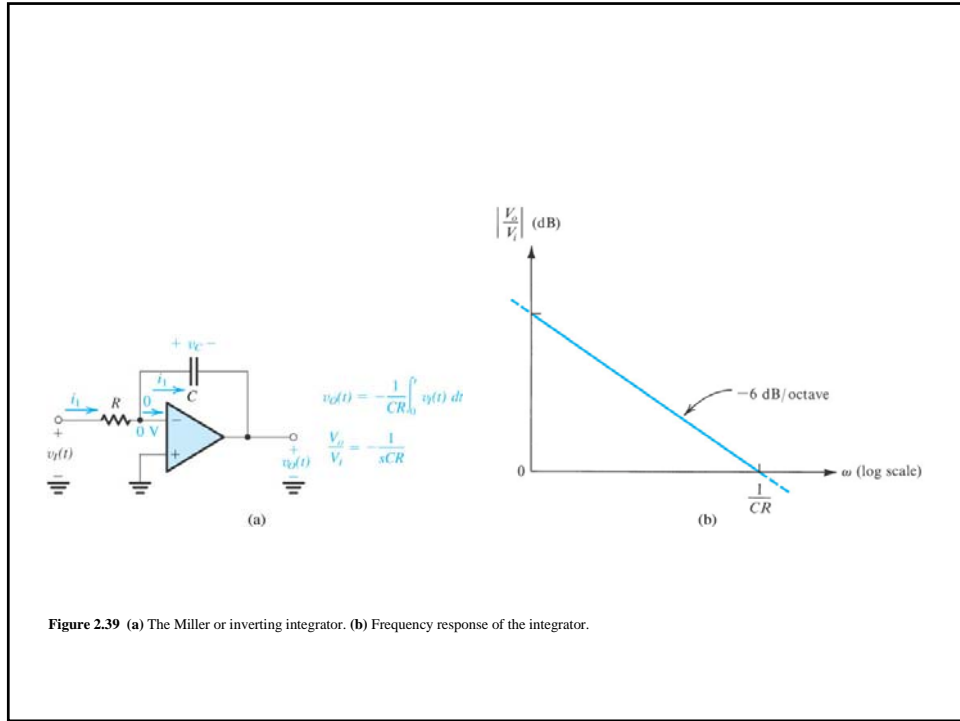 |V_o/V_i| (dB)
+ v_C −
i_1
C
i_1
R
0
0 V
−
+
+
v_I(t)
−
+
v_O(t)
−
v_O(t) = − 1/CR ∫_0^t v_I(t) dt
V_o/V_i = − 1/sCR
(a)
−6 dB/octave
0
ω (log scale)
1/CR
(b)
Figure 2.39 (a) The Miller or inverting integrator. (b) Frequency response of the integrator.